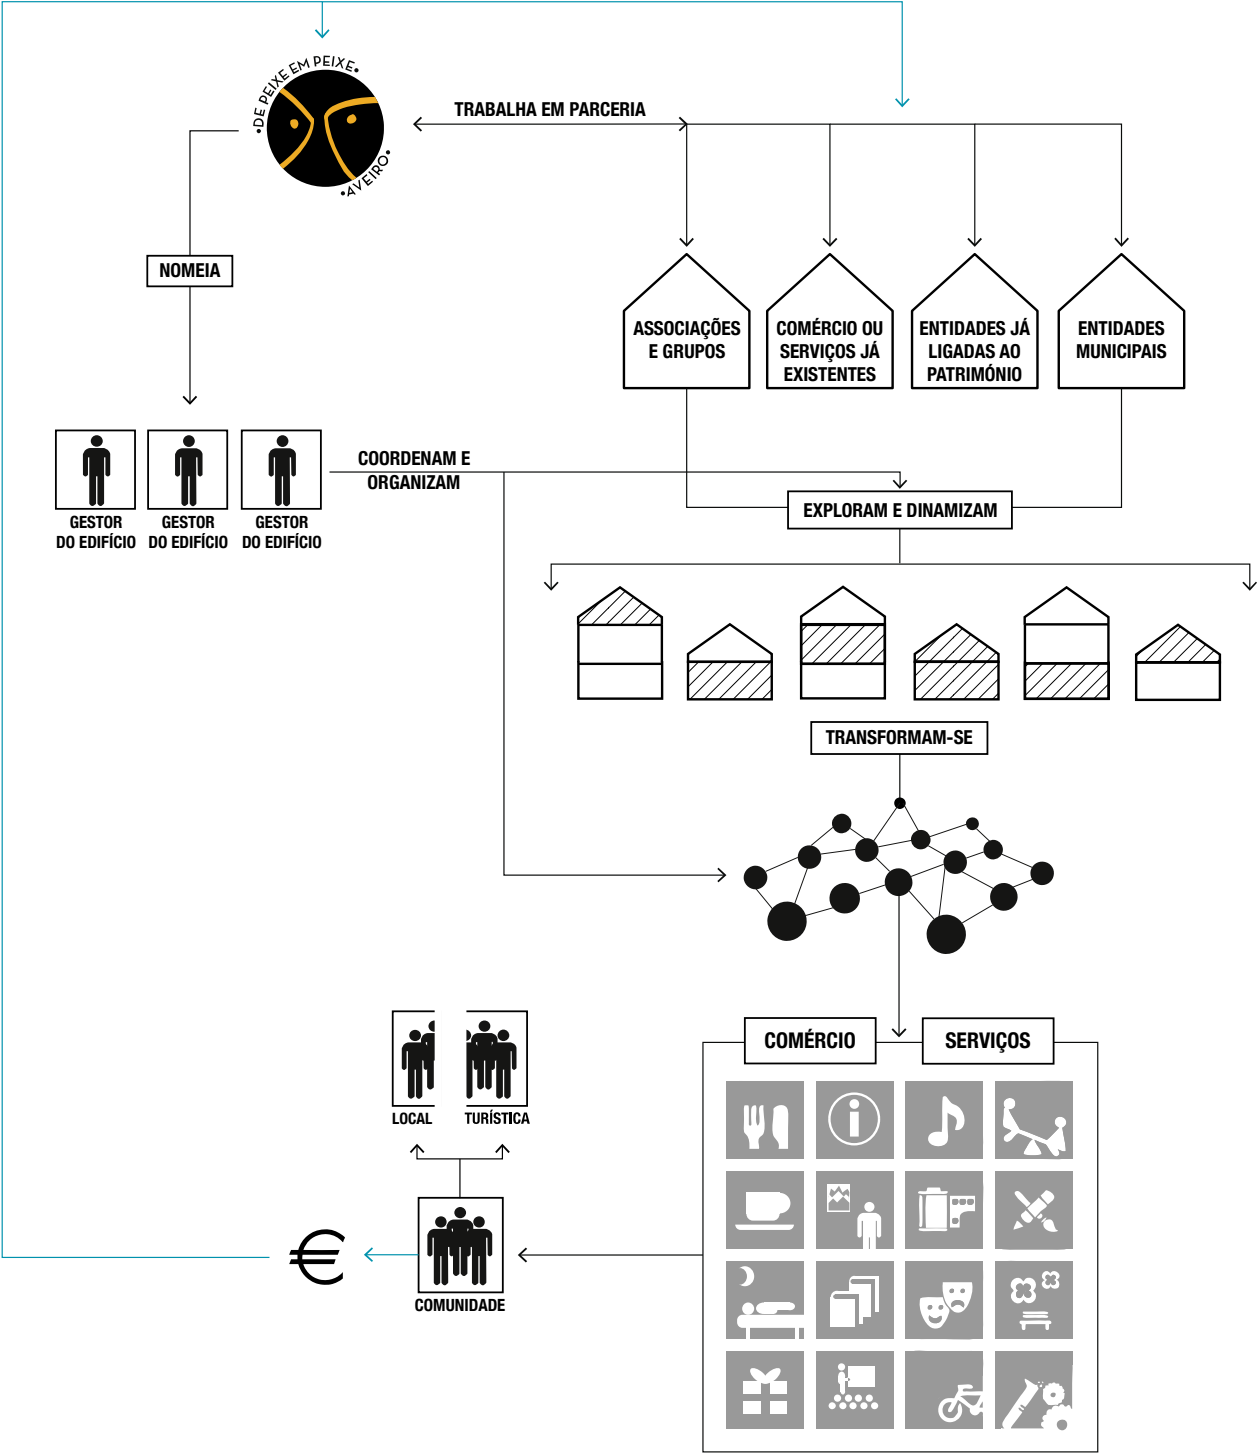 •DE PEIXE EM PEIXE•
•AVEIRO•
TRABALHA EM PARCERIA
NOMEIA
ASSOCIAÇÕES
E GRUPOS
COMÉRCIO OU
SERVIÇOS JÁ
EXISTENTES
ENTIDADES JÁ
LIGADAS AO
PATRIMÓNIO
ENTIDADES
MUNICIPAIS
GESTOR
DO EDIFÍCIO
GESTOR
DO EDIFÍCIO
GESTOR
DO EDIFÍCIO
COORDENAM E
ORGANIZAM
EXPLORAM E DINAMIZAM
TRANSFORMAM-SE
COMÉRCIO
SERVIÇOS
LOCAL
TURÍSTICA
€
COMUNIDADE